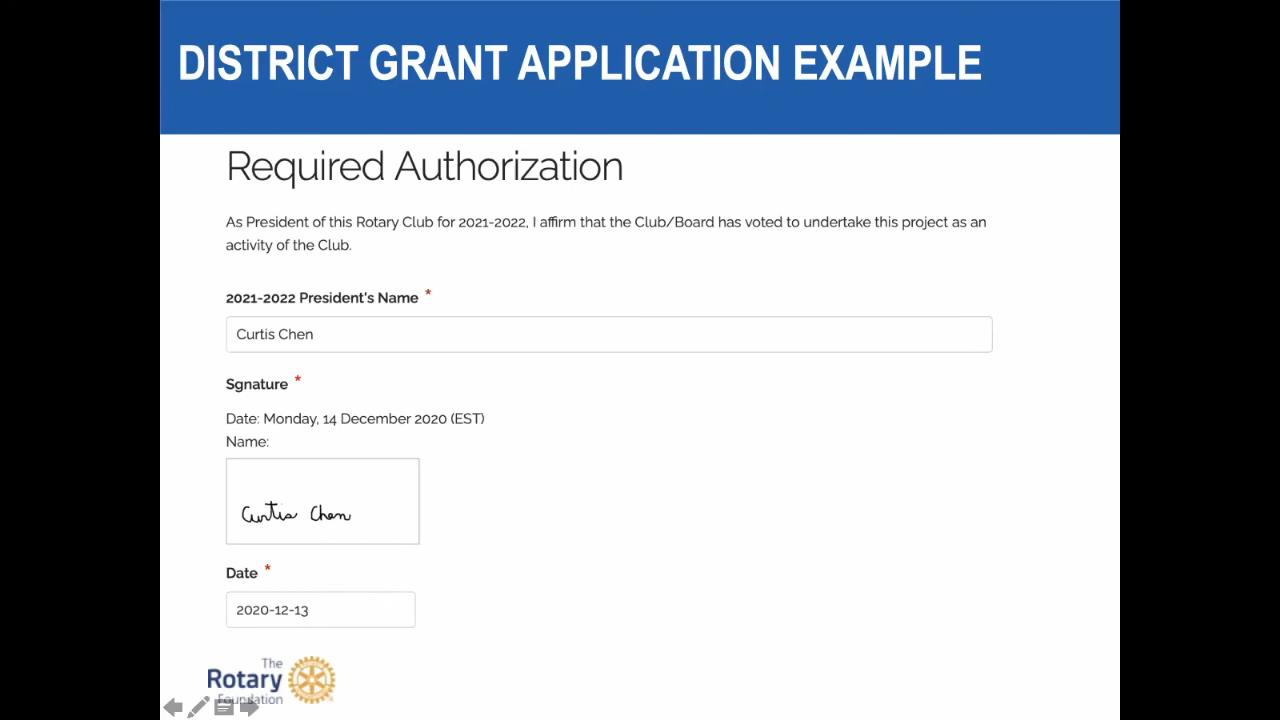 DISTRICT GRANT APPLICATION EXAMPLE
Required Authorization
As President of this Rotary Club for 2021-2022, I affirm that the Club/Board has voted to undertake this project as an
activity of the Club.
2021-2022 President's Name *
Curtis Chen
Sgnature *
Date: Monday, 14 December 2020 (EST)
Name:
Curtis Chen
Date *
2020-12-13
The
Rotary
Foundation